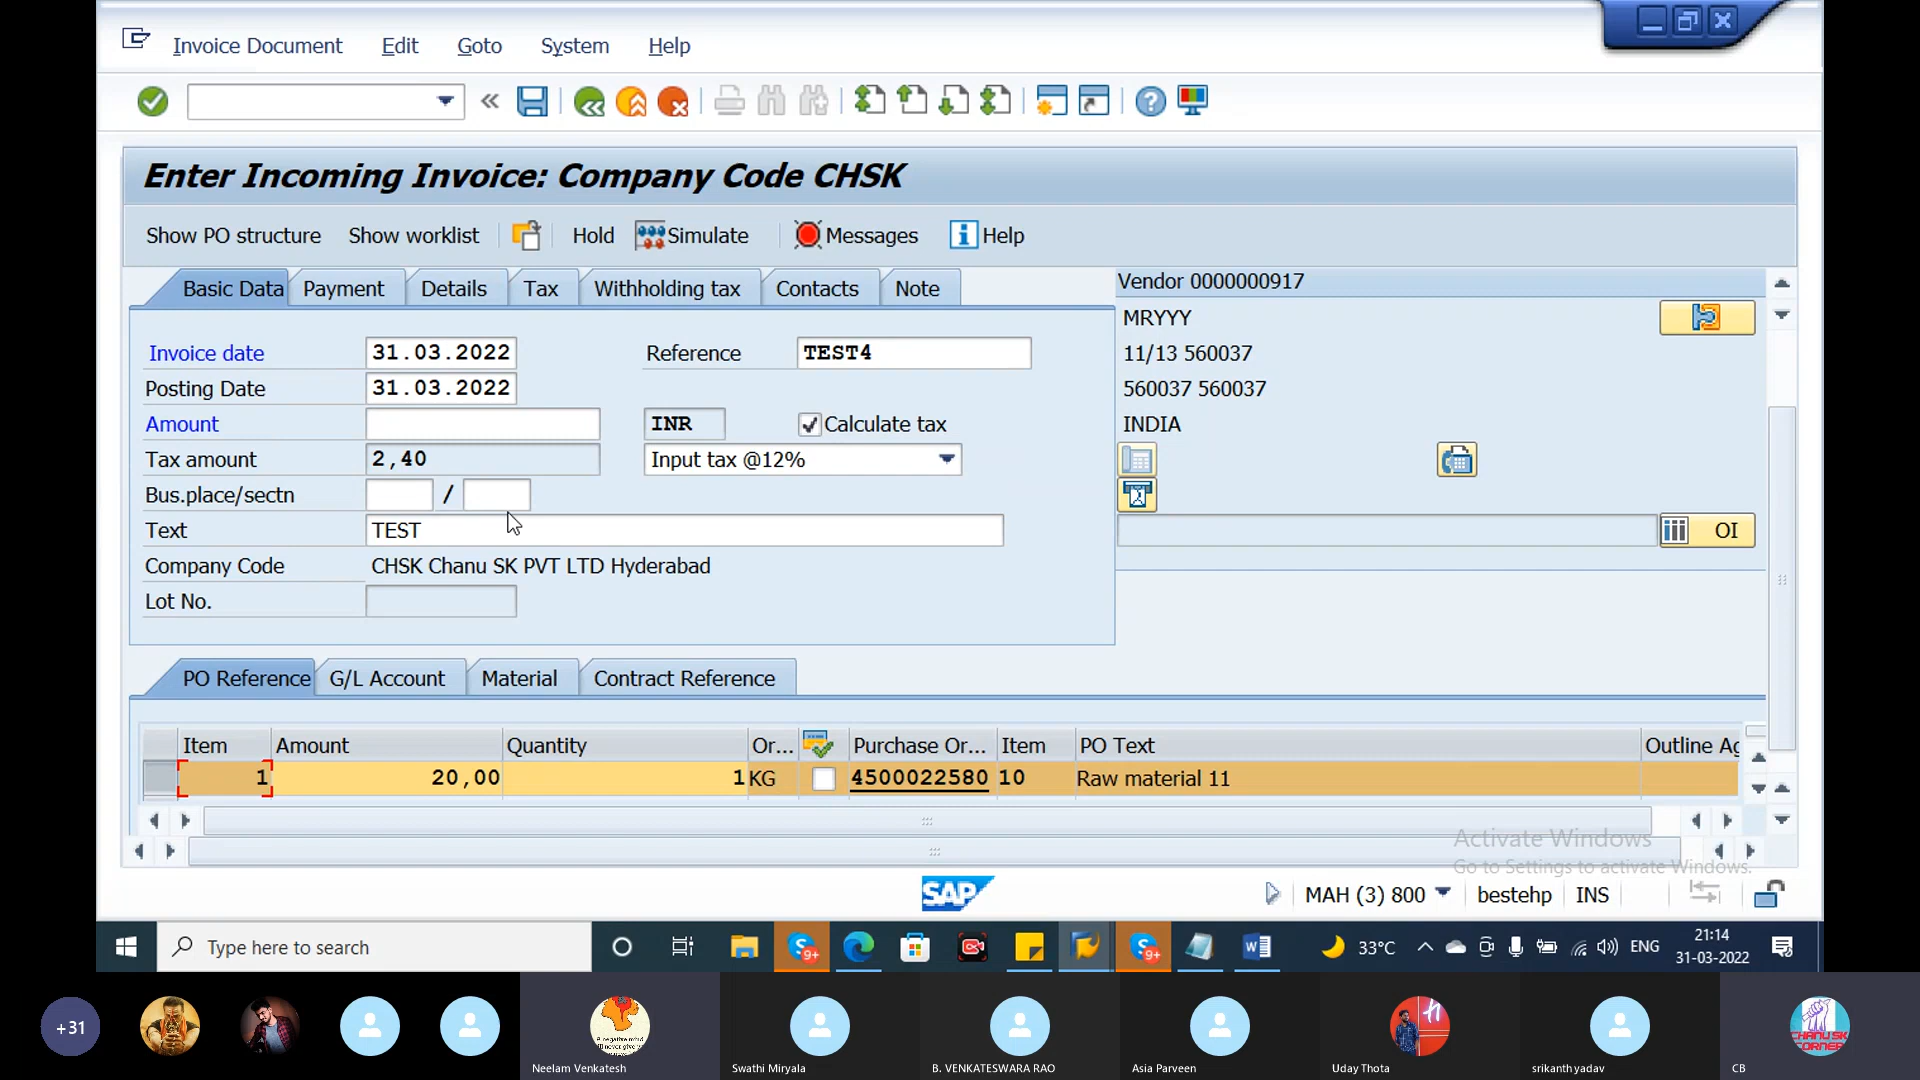 Invoice Document Edit Goto System Help
Enter Incoming Invoice: Company Code CHSK
Show PO structure Show worklist Hold Simulate Messages Help
Basic Data Payment Details Tax Withholding tax Contacts Note
Vendor 0000000917
MRYYY
Invoice date 31.03.2022 Reference TEST4
11/13 560037
Posting Date 31.03.2022
560037 560037
Amount INR Calculate tax
INDIA
Tax amount 2,40 Input tax @12%
Bus.place/sectn /
Text TEST
OI
Company Code CHSK Chanu SK PVT LTD Hyderabad
Lot No.
PO Reference G/L Account Material Contract Reference
Item Amount Quantity Or... Purchase Or... Item PO Text Outline Ag
1 20,00 1 KG 4500022580 10 Raw material 11
Activate Windows
Go to Settings to activate Windows.
SAP MAH (3) 800 bestehp INS
Type here to search 9+ 9+ 33°C ENG 21:14
31-03-2022
+31
Neelam Venkatesh Swathi Miryala B. VENKATESWARA RAO Asia Parveen Uday Thota srikanth yadav CB
CHANU SK
CORNER